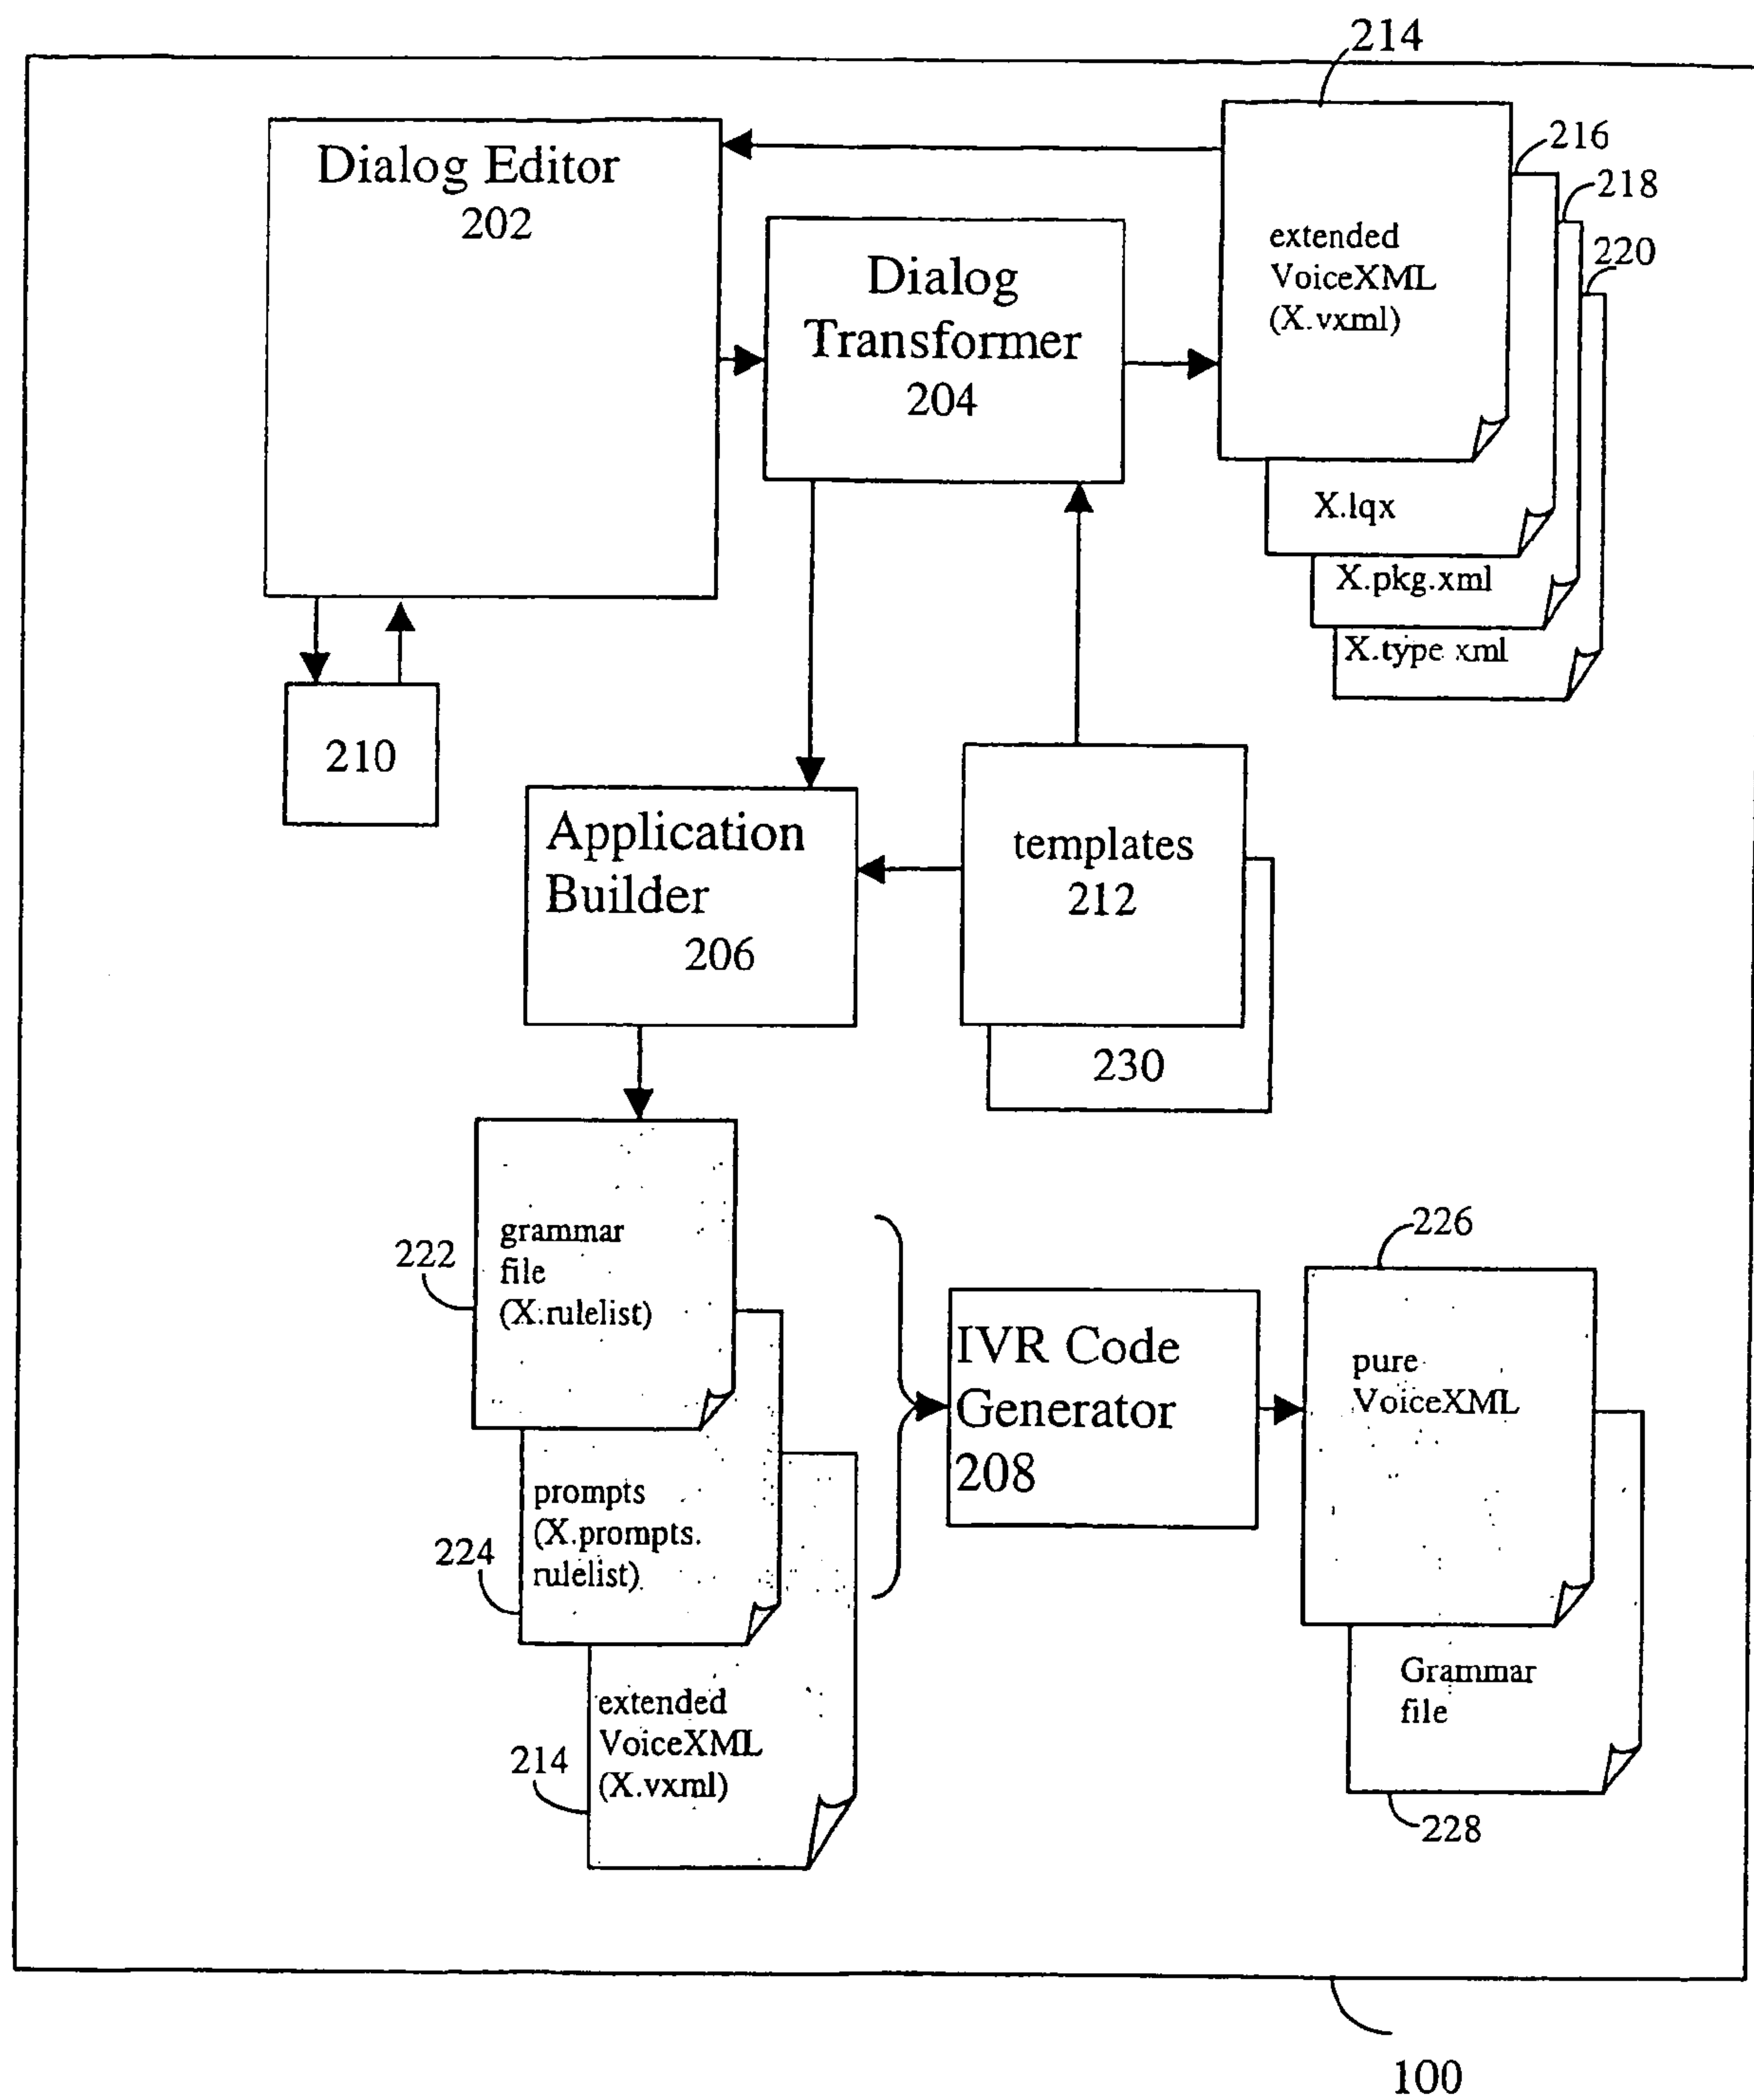 214
216
218
220
Dialog Editor
202
extended
VoiceXML
(X.vxml)
Dialog
Transformer
204
X.lqx
X.pkg.xml
X.type xml
210
Application
Builder
206
templates
212
230
222
grammar
file
(X.rulelist)
224
prompts
(X.prompts.
rulelist)
214
extended
VoiceXML
(X.vxml)
IVR Code
Generator
208
226
pure
VoiceXML
Grammar
file
228
100